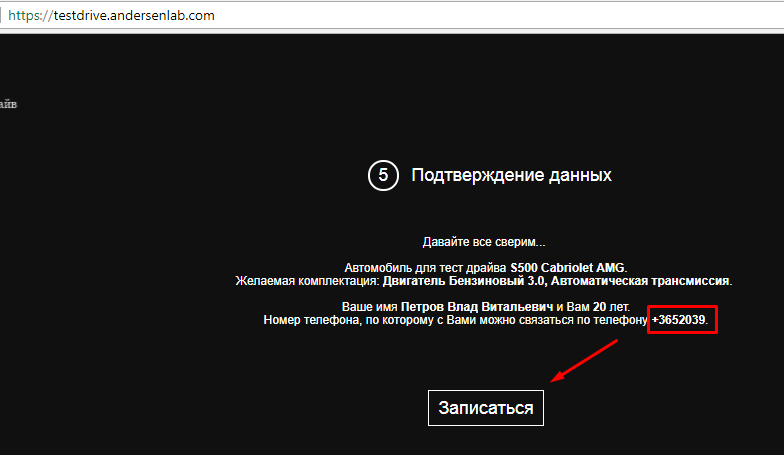 https://testdrive.andersenlab.com
5 Подтверждение данных
Давайте все сверим...
Автомобиль для тест драйва S500 Cabriolet AMG.
Желаемая комплектация: Двигатель Бензиновый 3.0, Автоматическая трансмиссия.
Ваше имя Петров Влад Витальевич и Вам 20 лет.
Номер телефона, по которому с Вами можно связаться по телефону +3652039.
Записаться